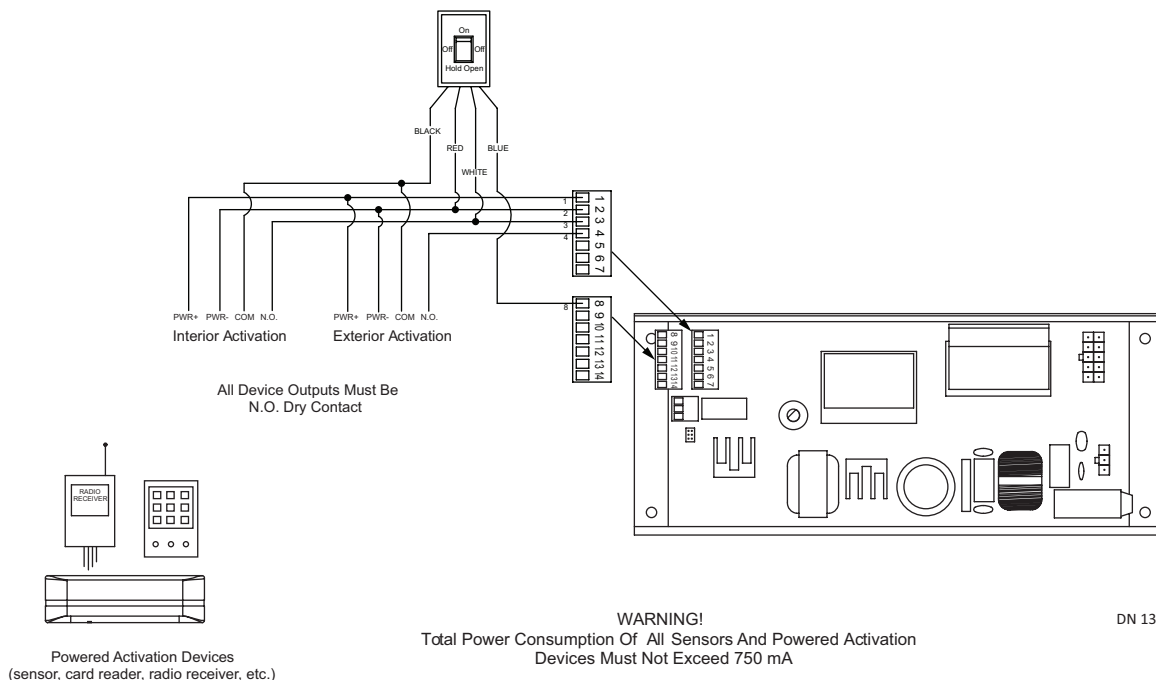 On
Off
Off
Hold Open
BLACK
RED
BLUE
WHITE
1
2
3
4
1
2
3
4
5
6
7
8
8
9
10
11
12
13
14
PWR+
PWR-
COM
N.O.
Interior Activation
PWR+
PWR-
COM
N.O.
Exterior Activation
All Device Outputs Must Be
N.O. Dry Contact
8
9
10
11
12
13
14
1
2
3
4
5
6
7
RADIO
RECEIVER
Powered Activation Devices
(sensor, card reader, radio receiver, etc.)
WARNING!
Total Power Consumption Of All Sensors And Powered Activation
Devices Must Not Exceed 750 mA
DN 13